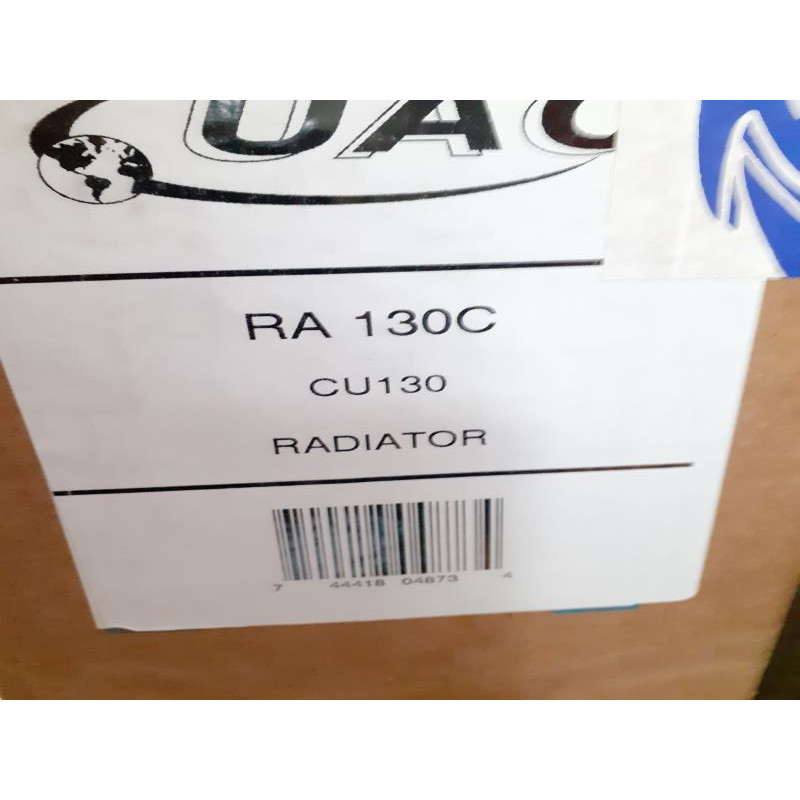 UAC
RA 130C
CU130
RADIATOR
7 44418 04873 4